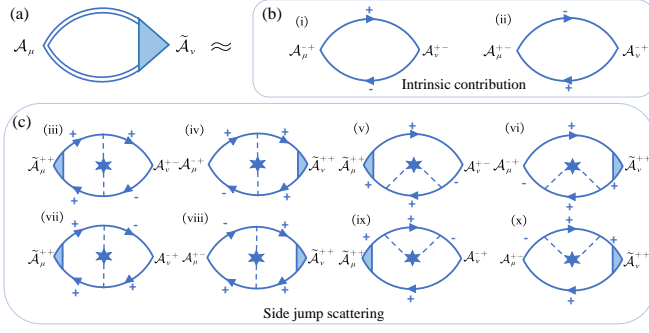 (a)
𝒜_μ
𝒜̃_ν
≈
(b)
(i)
+
𝒜_μ^{-+}
𝒜_ν^{+-}
-
(ii)
-
𝒜_μ^{+-}
𝒜_ν^{-+}
+
Intrinsic contribution
(c)
(iii)
+ +
𝒜̃_μ^{++}
𝒜_ν^{+-}
+ -
(iv)
+ +
𝒜_μ^{-+}
𝒜̃_ν^{++}
- +
(v)
+
𝒜̃_μ^{++}
𝒜_ν^{+-}
+ + -
(vi)
+
𝒜_μ^{-+}
𝒜̃_ν^{++}
- + +
(vii)
+ -
𝒜̃_μ^{++}
𝒜_ν^{-+}
+ +
(viii)
- +
𝒜_μ^{+-}
𝒜̃_ν^{++}
+ +
(ix)
+ + -
𝒜̃_μ^{++}
𝒜_ν^{-+}
+
(x)
- + +
𝒜_μ^{+-}
𝒜̃_ν^{++}
+
Side jump scattering